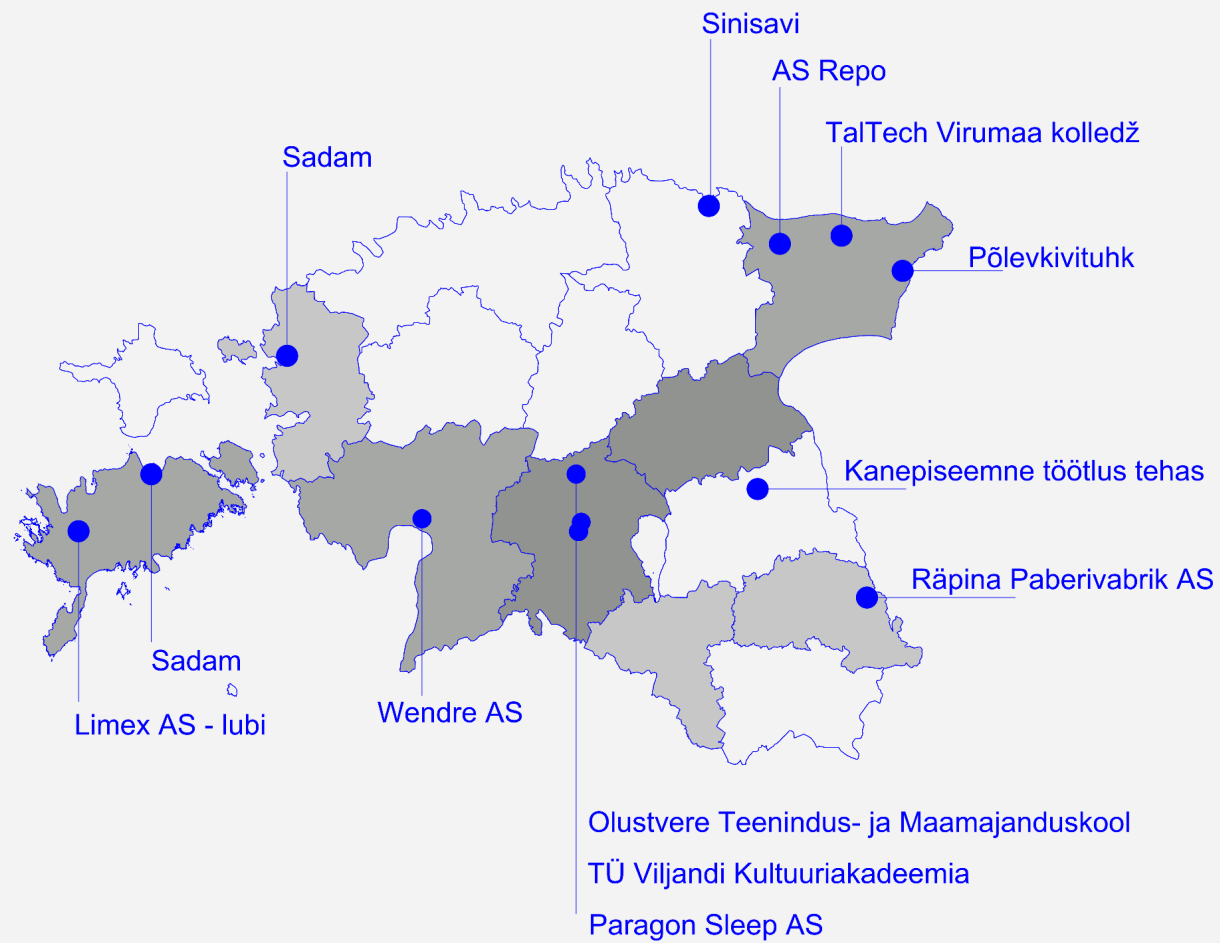 Sinisavi
AS Repo
TalTech Virumaa kolledž
Sadam
Põlevkivituhk
Kanepiseemne töötlus tehas
Räpina Paberivabrik AS
Sadam
Limex AS - lubi
Wendre AS
Olustvere Teenindus- ja Maamajanduskool
TÜ Viljandi Kultuuriakadeemia
Paragon Sleep AS